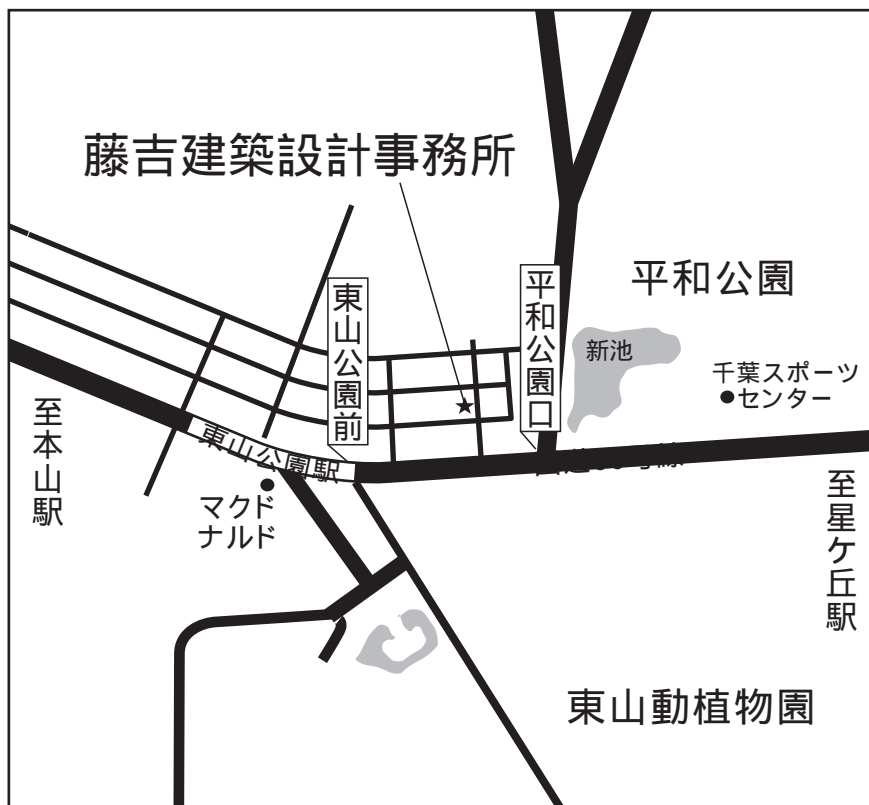 藤吉建築設計事務所
東山公園前
平和公園口
平和公園
新池
千葉スポーツ
センター
至本山駅
東山公園駅
マクド
ナルド
至星ケ丘駅
東山動植物園